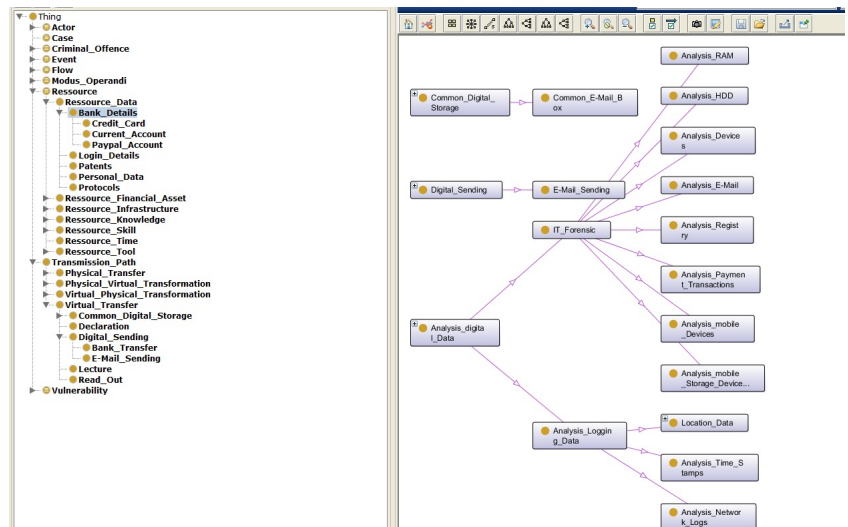 Thing
Actor
Case
Criminal_Offence
Event
Flow
Modus_Operandi
Ressource
Ressource_Data
Bank_Details
Credit_Card
Current_Account
Paypal_Account
Login_Details
Patents
Personal_Data
Protocols
Ressource_Financial_Asset
Ressource_Infrastructure
Ressource_Knowledge
Ressource_Skill
Ressource_Time
Ressource_Tool
Transmission_Path
Physical_Transfer
Physical_Virtual_Transformation
Virtual_Physical_Transformation
Virtual_Transfer
Common_Digital_Storage
Declaration
Digital_Sending
Bank_Transfer
E-Mail_Sending
Lecture
Read_Out
Vulnerability
Analysis_RAM
Common_Digital_
Storage
Common_E-Mail_B
ox
Analysis_HDD
Analysis_Device
s
Digital_Sending
E-Mail_Sending
Analysis_E-Mail
IT_Forensic
Analysis_Regist
ry
Analysis_Paymen
t_Transactions
Analysis_digita
l_Data
Analysis_mobile
_Devices
Analysis_mobile
_Storage_Device...
Analysis_Loggin
g_Data
Location_Data
Analysis_Time_S
tamps
Analysis_Networ
k_Logs